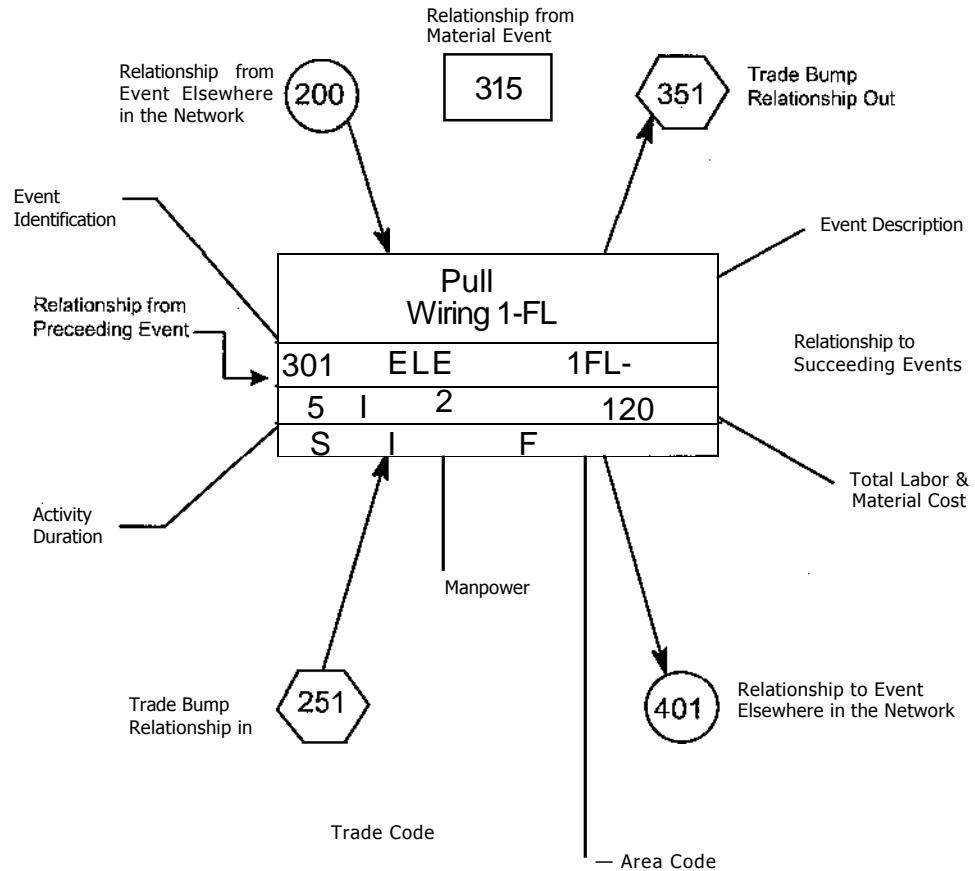 Relationship from
Material Event
315
Relationship from
Event Elsewhere
in the Network
200
351
Trade Bump
Relationship Out
Event
Identification
Event Description
Pull
Wiring 1-FL
Relationship from
Preceeding Event
301 ELE 1FL-
Relationship to
Succeeding Events
5 I 2 120
S I F
Total Labor &
Material Cost
Activity
Duration
Manpower
Trade Bump
Relationship in
251
401
Relationship to Event
Elsewhere in the Network
Trade Code
— Area Code